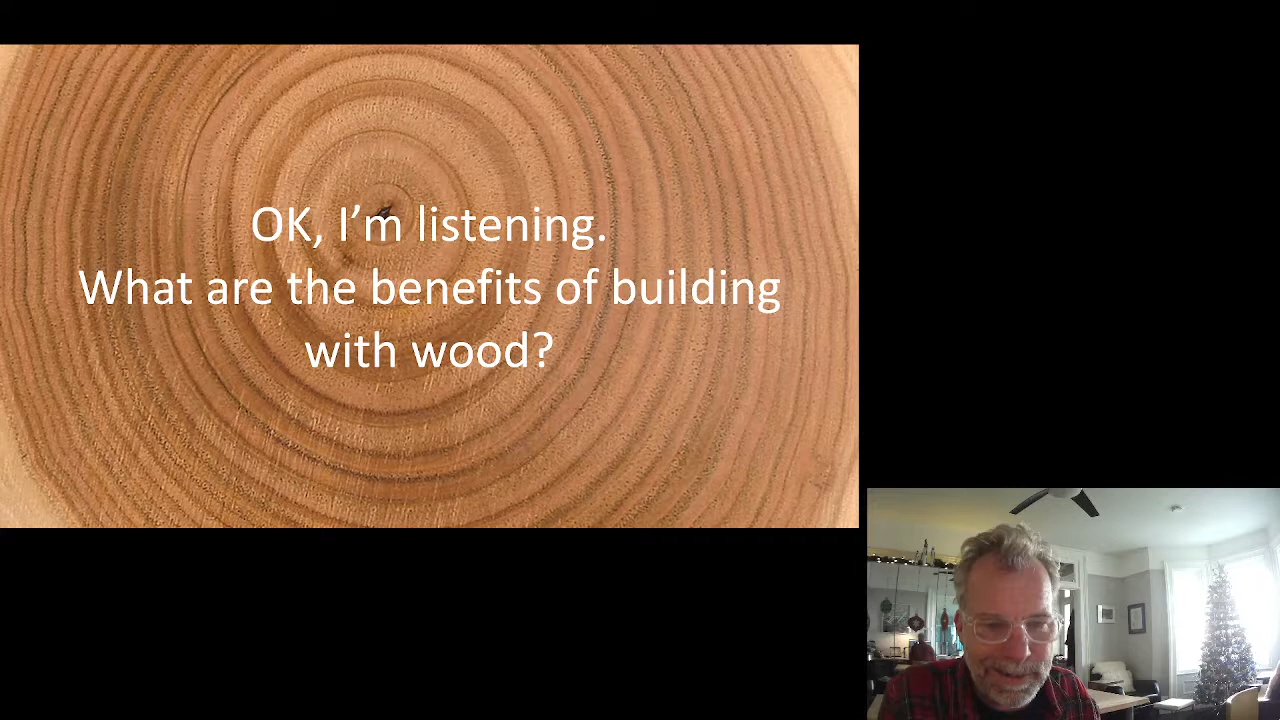 OK, I’m listening.
What are the benefits of building
with wood?